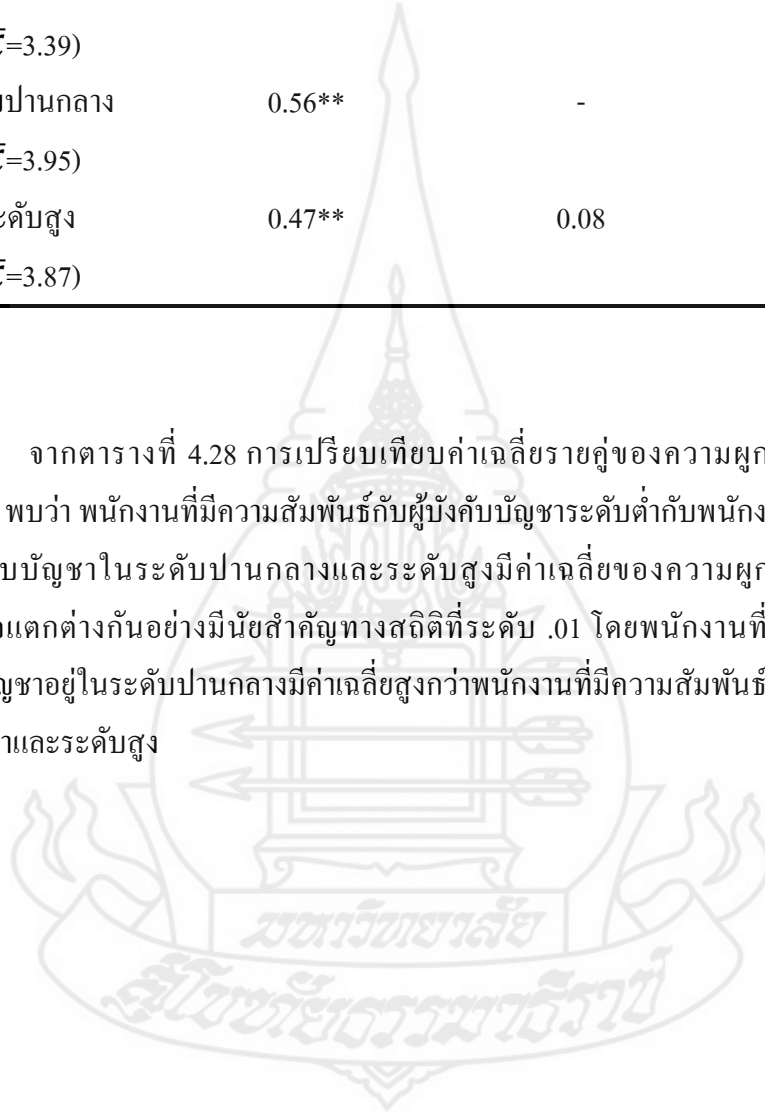 x̄=3.39)
ปานกลาง 0.56** -
x̄=3.95)
ระดับสูง 0.47** 0.08
x̄=3.87)
จากตารางที่ 4.28 การเปรียบเทียบค่าเฉลี่ยรายคู่ของความผูก
พบว่า พนักงานที่มีความสัมพันธ์กับผู้บังคับบัญชาระดับต่ำกับพนักง
บบัญชาในระดับปานกลางและระดับสูงมีค่าเฉลี่ยของความผูก
แตกต่างกันอย่างมีนัยสำคัญทางสถิติที่ระดับ .01 โดยพนักงานที่
ญชาอยู่ในระดับปานกลางมีค่าเฉลี่ยสูงกว่าพนักงานที่มีความสัมพันธ์
และระดับสูง
มหาวิทยาลัย
สุโขทัยธรรมาธิราช